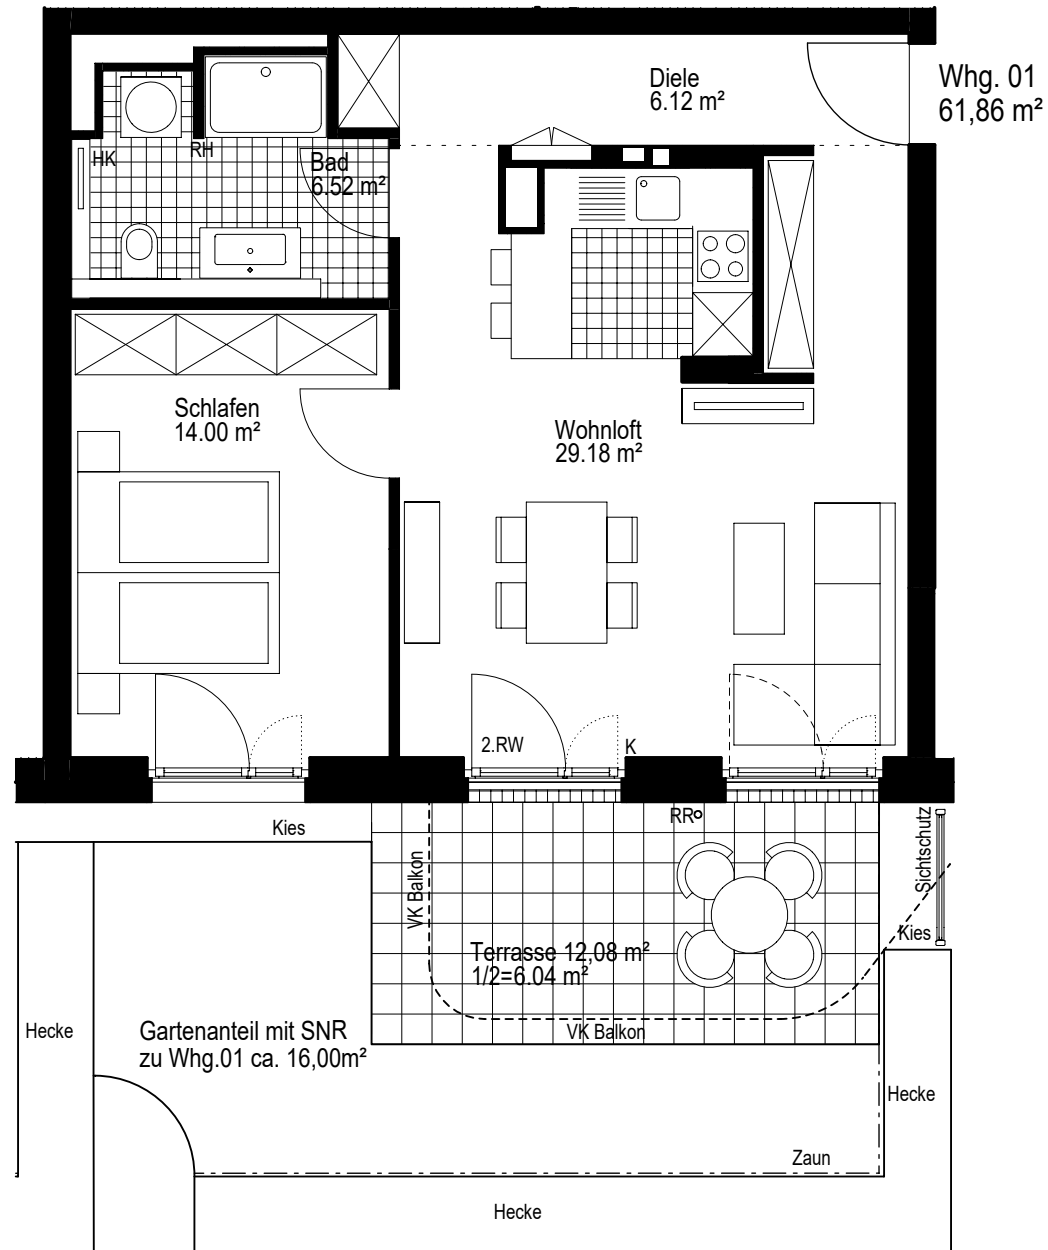 Diele
6.12 m²
Whg. 01
61,86 m²
HK
RH
Bad
6.52 m²
Schlafen
14.00 m²
Wohnloft
29.18 m²
2.RW
K
Kies
RR
Sichtschutz
VK Balkon
Kies
Terrasse 12,08 m²
1/2=6.04 m²
VK Balkon
Hecke
Gartenanteil mit SNR
zu Whg.01 ca. 16,00m²
Hecke
Zaun
Hecke